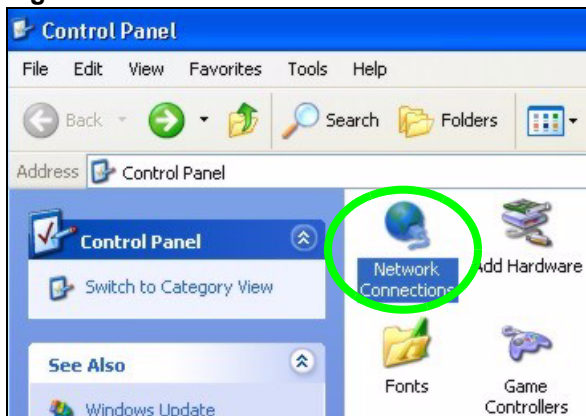 Control Panel
File Edit View Favorites Tools Help
Back Search Folders
Address Control Panel
Control Panel
Switch to Category View
See Also
Windows Update
Network
Connections
Add Hardware
Fonts
Game
Controllers